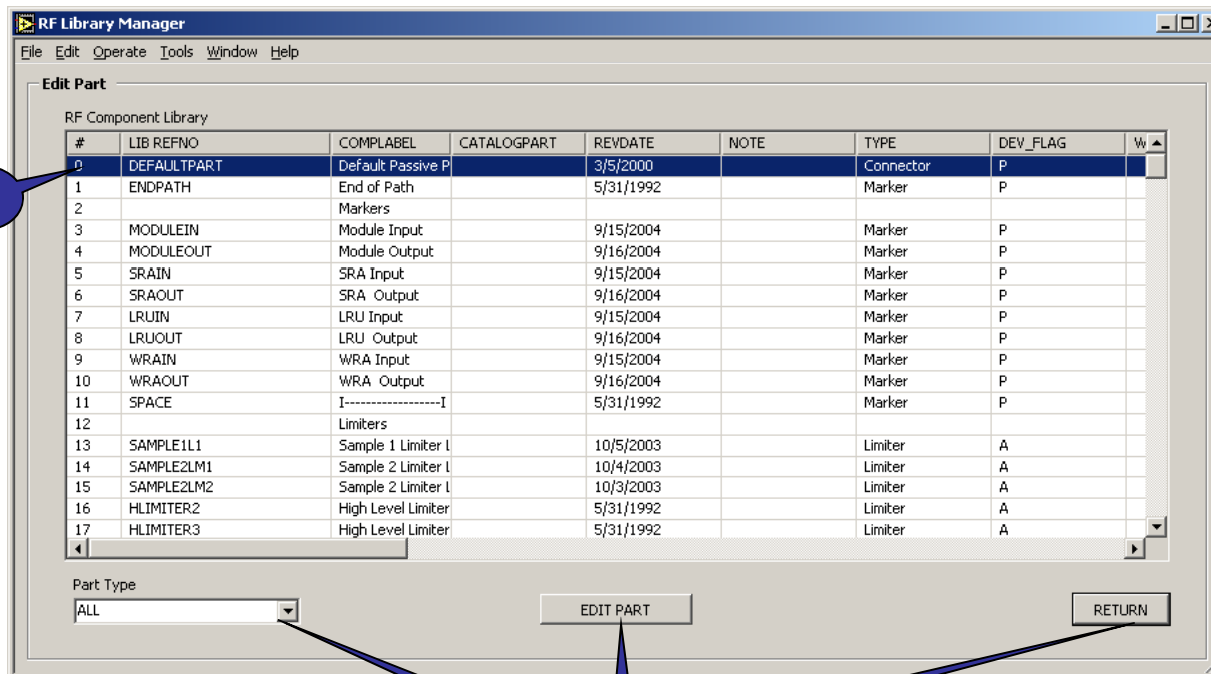 RF Library Manager
File Edit Operate Tools Window Help
Edit Part
RF Component Library
# LIB REFNO COMPLABEL CATALOGPART REVDATE NOTE TYPE DEV_FLAG W
0 DEFAULTPART Default Passive P 3/5/2000 Connector P
1 ENDPATH End of Path 5/31/1992 Marker P
2 Markers
3 MODULEIN Module Input 9/15/2004 Marker P
4 MODULEOUT Module Output 9/16/2004 Marker P
5 SRAIN SRA Input 9/15/2004 Marker P
6 SRAOUT SRA Output 9/16/2004 Marker P
7 LRUIN LRU Input 9/15/2004 Marker P
8 LRUOUT LRU Output 9/16/2004 Marker P
9 WRAIN WRA Input 9/15/2004 Marker P
10 WRAOUT WRA Output 9/16/2004 Marker P
11 SPACE I------------------I 5/31/1992 Marker P
12 Limiters
13 SAMPLE1L1 Sample 1 Limiter L 10/5/2003 Limiter A
14 SAMPLE2LM1 Sample 2 Limiter L 10/4/2003 Limiter A
15 SAMPLE2LM2 Sample 2 Limiter L 10/3/2003 Limiter A
16 HLIMITER2 High Level Limiter 5/31/1992 Limiter A
17 HLIMITER3 High Level Limiter 5/31/1992 Limiter A
Part Type
ALL EDIT PART RETURN